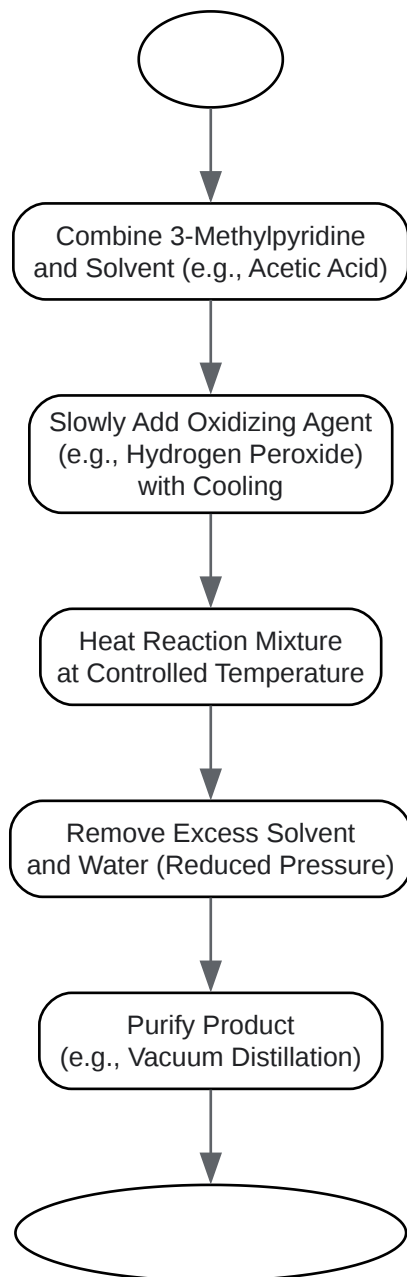 Combine 3-Methylpyridine
and Solvent (e.g., Acetic Acid)
Slowly Add Oxidizing Agent
(e.g., Hydrogen Peroxide)
with Cooling
Heat Reaction Mixture
at Controlled Temperature
Remove Excess Solvent
and Water (Reduced Pressure)
Purify Product
(e.g., Vacuum Distillation)